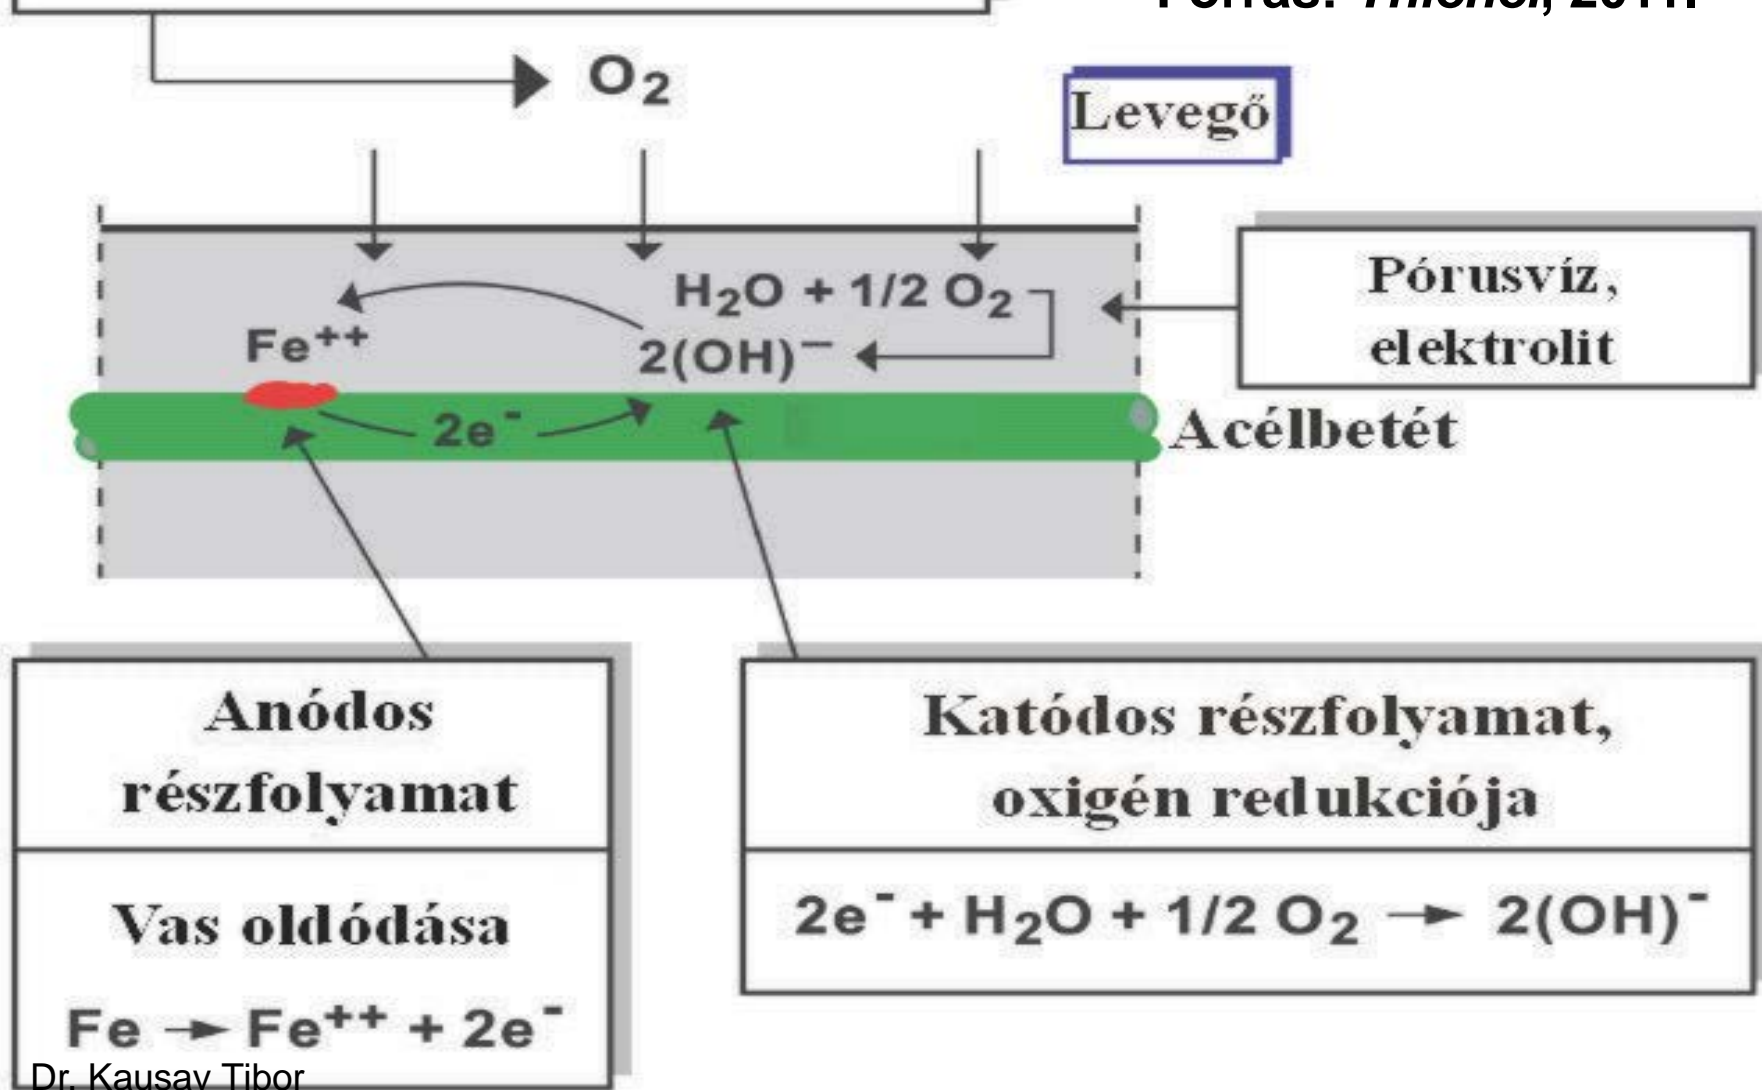 2011.
O₂
Levegő
H₂O + 1/2 O₂
Pórusvíz,
elektrolit
Fe⁺⁺
2(OH)⁻
2e⁻
Acélbetét
Anódos
részfolyamat
Vas oldódása
Fe → Fe⁺⁺ + 2e⁻
Katódos részfolyamat,
oxigén redukciója
2e⁻ + H₂O + 1/2 O₂ → 2(OH)⁻
Dr. Kausay Tibor